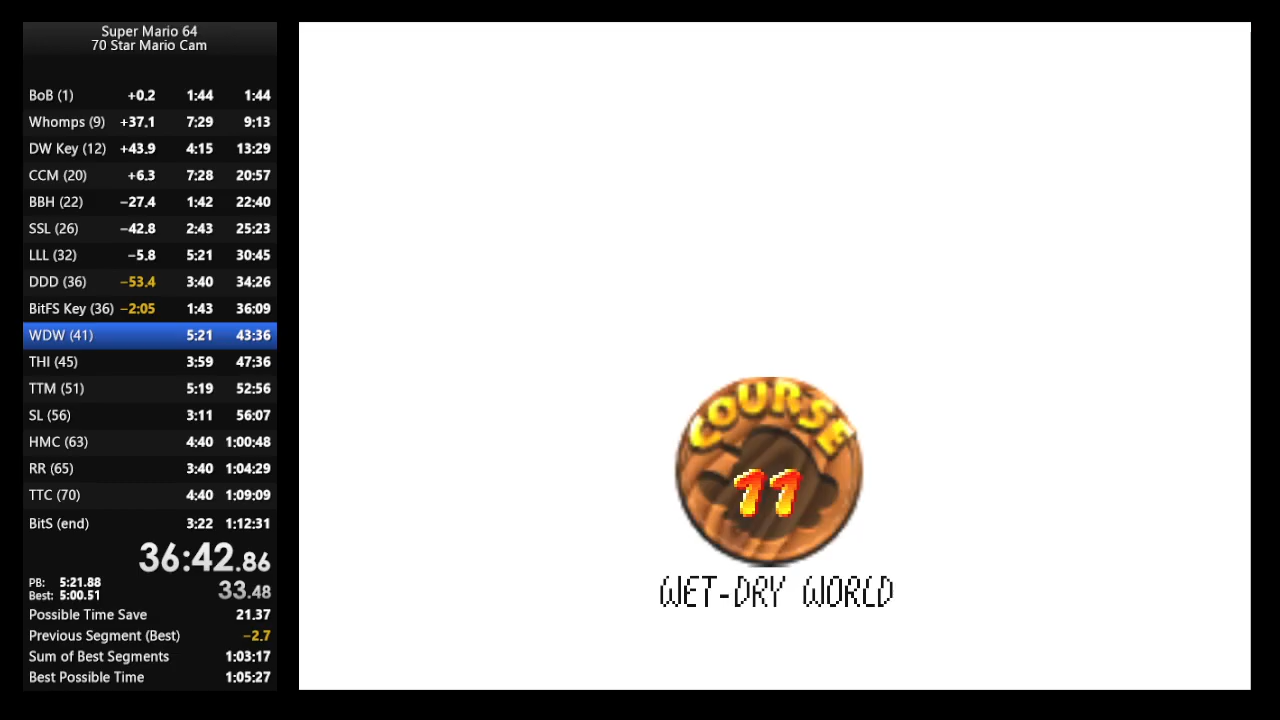 Super Mario 64
70 Star Mario Cam
BoB (1) +0.2 1:44 1:44
Whomps (9) +37.1 7:29 9:13
DW Key (12) +43.9 4:15 13:29
CCM (20) +6.3 7:28 20:57
BBH (22) −27.4 1:42 22:40
SSL (26) −42.8 2:43 25:23
LLL (32) −5.8 5:21 30:45
DDD (36) −53.4 3:40 34:26
BitFS Key (36) −2:05 1:43 36:09
WDW (41) 5:21 43:36
THI (45) 3:59 47:36
TTM (51) 5:19 52:56
SL (56) 3:11 56:07
HMC (63) 4:40 1:00:48
RR (65) 3:40 1:04:29
TTC (70) 4:40 1:09:09
BitS (end) 3:22 1:12:31
36:42.86
PB: 5:21.88
Best: 5:00.51 33.48
Possible Time Save 21.37
Previous Segment (Best) −2.7
Sum of Best Segments 1:03:17
Best Possible Time 1:05:27
COURSE
11
WET-DRY WORLD